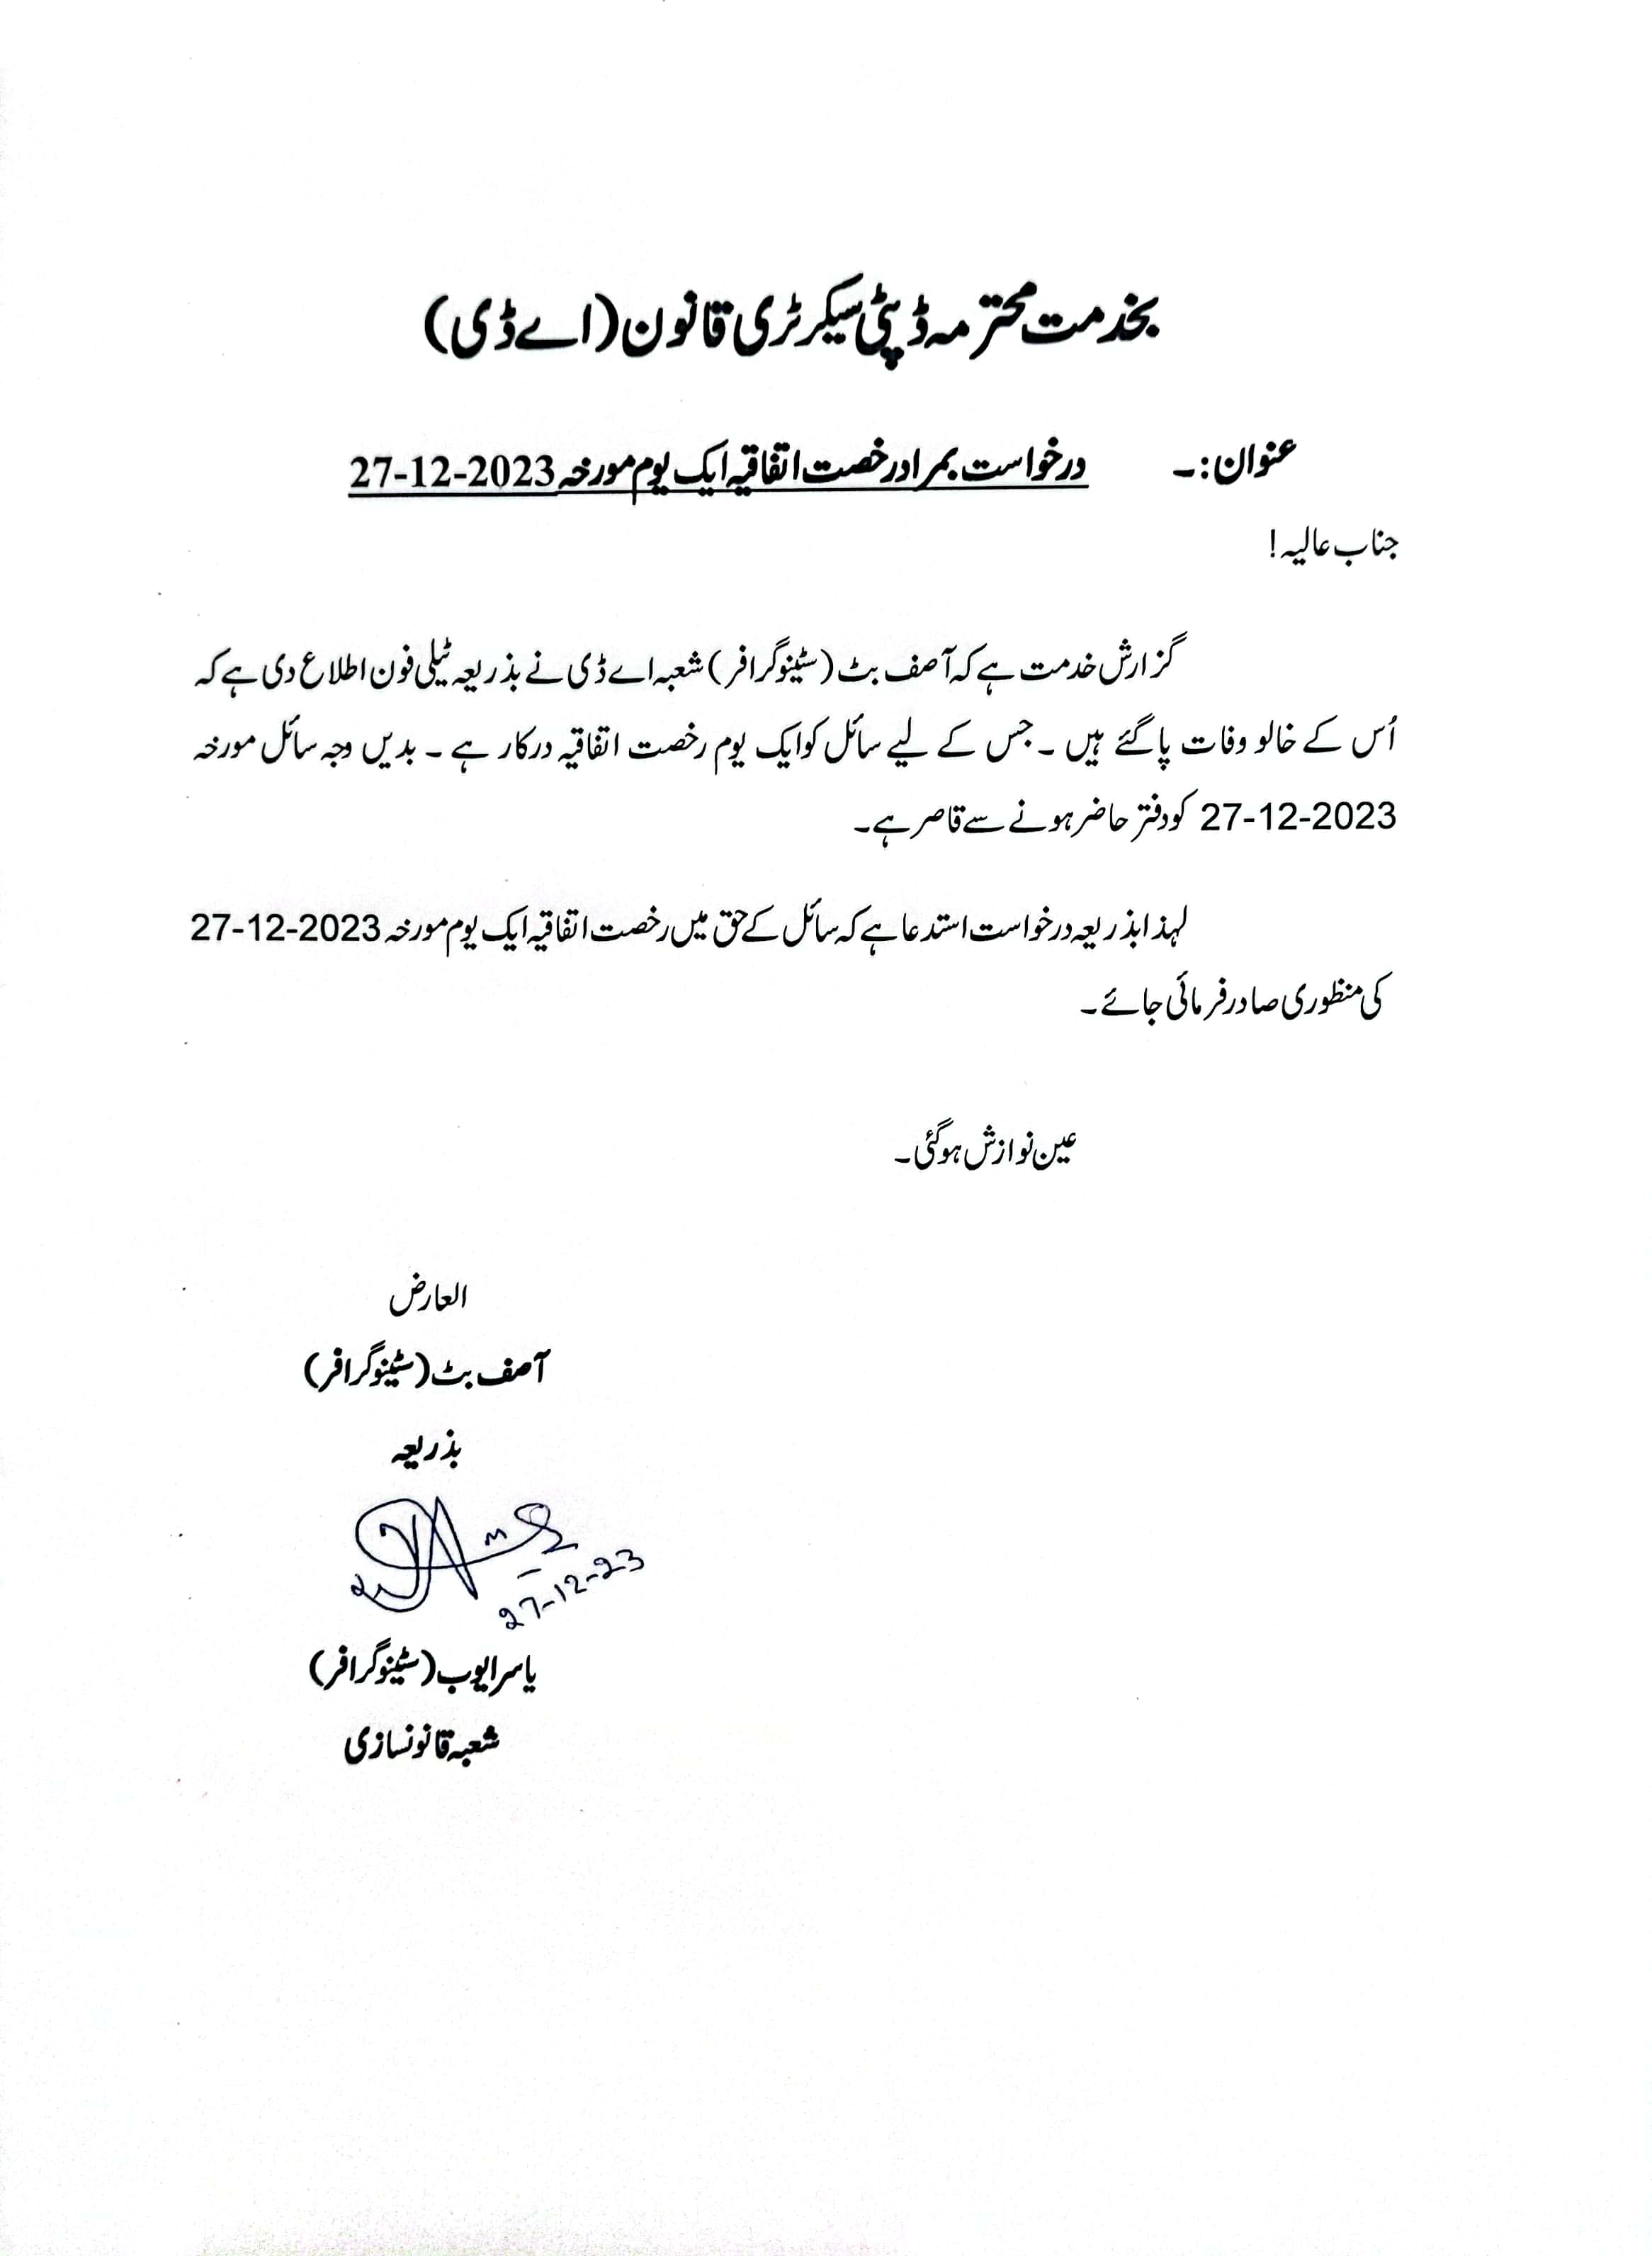 بخدمت محترمہ ڈپٹی سیکرٹری قانون (اے ڈی)
عنوان:۔ درخواست بمراد رخصت اتفاقیہ ایک یوم مورخہ 27-12-2023
جناب عالیہ!
گزارش خدمت ہے کہ آصف بٹ (سٹینوگرافر) شعبہ اے ڈی نے بذریعہ ٹیلی فون اطلاع دی ہے کہ
اُس کے خالو وفات پاگئے ہیں ۔ جس کے لیے سائل کو ایک یوم رخصت اتفاقیہ درکار ہے ۔ بدیں وجہ سائل مورخہ
27-12-2023 کو دفتر حاضر ہونے سے قاصر ہے۔
لہذا بذریعہ درخواست استدعا ہے کہ سائل کے حق میں رخصت اتفاقیہ ایک یوم مورخہ 27-12-2023
کی منظوری صادر فرمائی جائے۔
عین نوازش ہوگئی۔
العارض
آصف بٹ (سٹینوگرافر)
بذریعہ
27-12-23
یاسر ایوب (سٹینوگرافر)
شعبہ قانونسازی